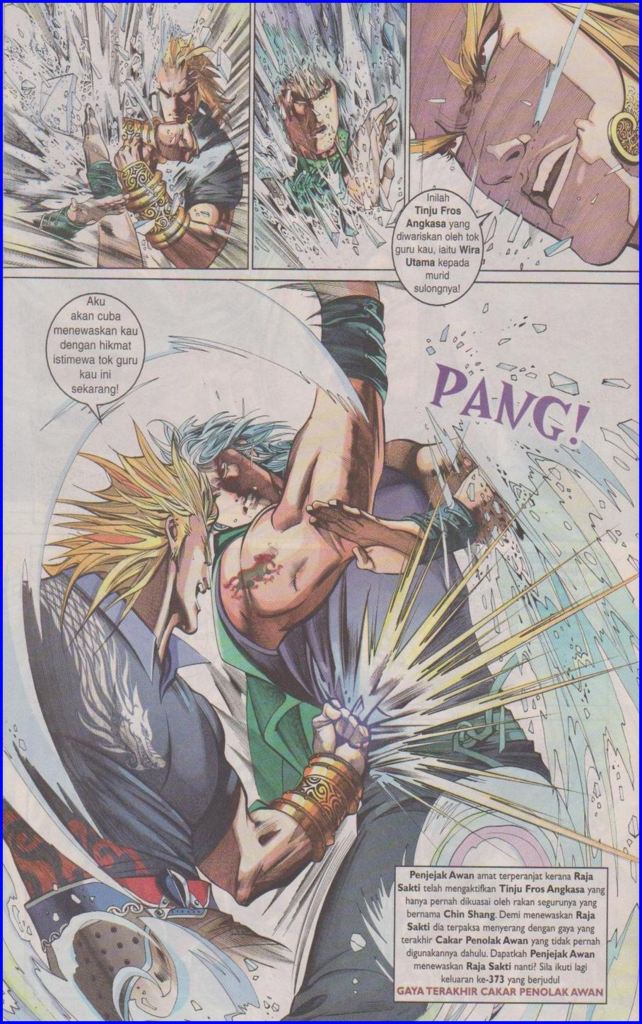 Inilah
Tinju Fros
Angkasa yang
diwariskan oleh tok
guru kau, iaitu Wira
Utama kepada
murid
sulongnya!
Aku
akan cuba
menewaskan kau
dengan hikmat
istimewa tok guru
kau ini
sekarang!
PANG!
Penjejak Awan amat terperanjat kerana Raja
Sakti telah mengaktifkan Tinju Fros Angkasa yang
hanya pernah dikuasai oleh rakan segurunya yang
bernama Chin Shang. Demi menewaskan Raja
Sakti dia terpaksa menyerang dengan gaya yang
terakhir Cakar Penolak Awan yang tidak pernah
digunakannya dahulu. Dapatkah Penjejak Awan
menewaskan Raja Sakti nanti? Sila ikuti lagi
keluaran ke-373 yang berjudul
GAYA TERAKHIR CAKAR PENOLAK AWAN